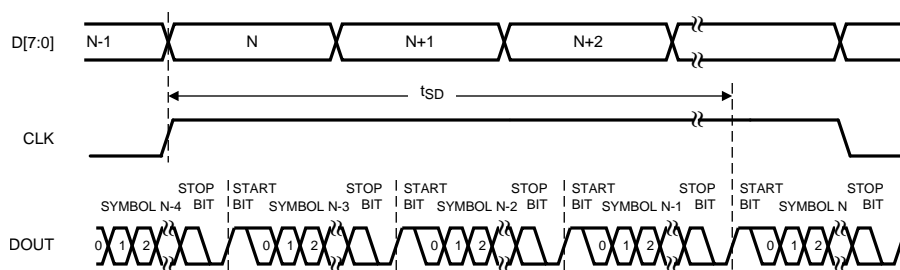 D[7:0] N-1 N N+1 N+2
tSD
CLK
STOP START STOP START STOP START STOP START STOP
SYMBOL N-4 BIT BIT SYMBOL N-3 BIT BIT SYMBOL N-2 BIT BIT SYMBOL N-1 BIT BIT SYMBOL N BIT
DOUT 0 1 2 0 1 2 0 1 2 0 1 2 0 1 2